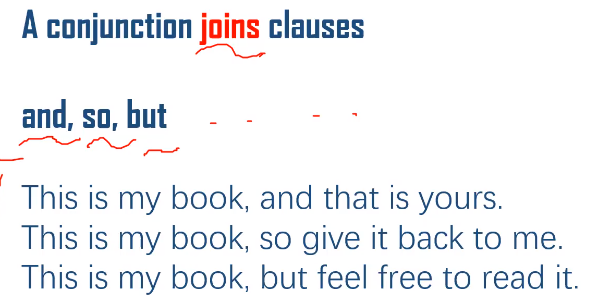 A conjunction joins clauses
and, so, but
This is my book, and that is yours.
This is my book, so give it back to me.
This is my book, but feel free to read it.